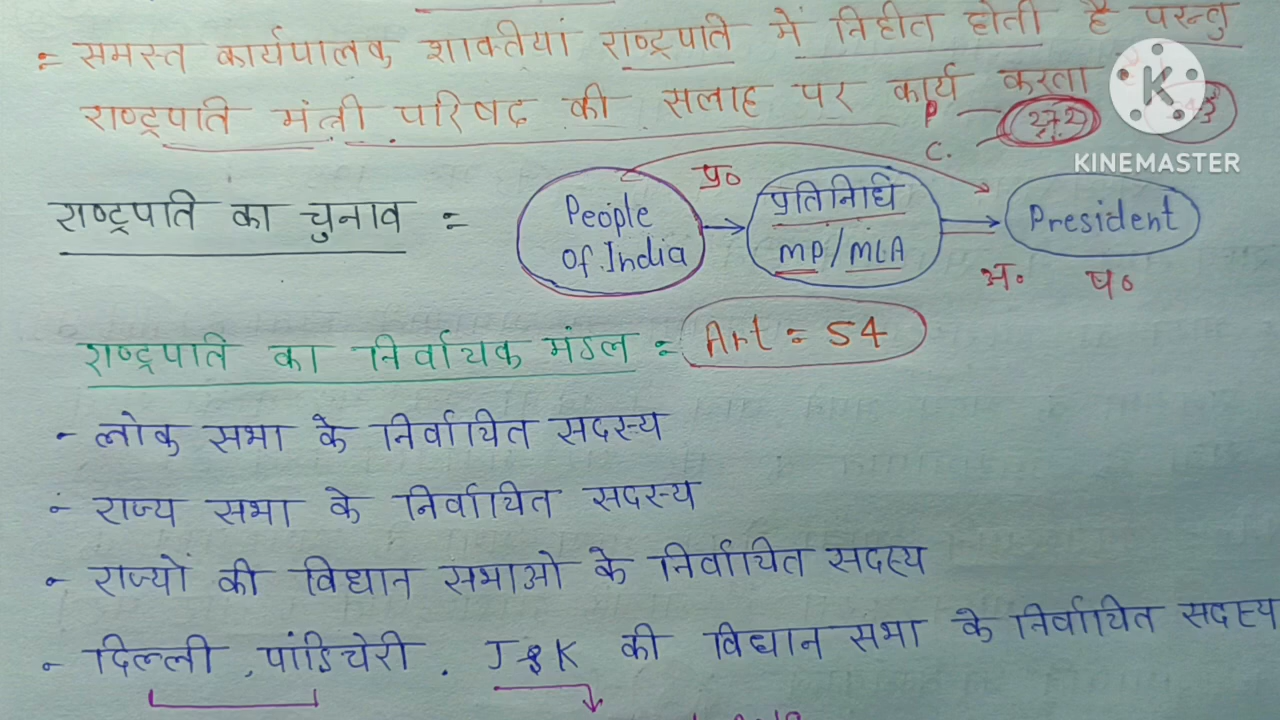 = समस्त कार्यपालक शक्तियां राष्ट्रपति में निहीत होती है परन्तु
राष्ट्रपति मंत्री परिषद की सलाह पर कार्य करता
P
272
C.
K
KINEMASTER
राष्ट्रपति का चुनाव =
People of India
प्र०
प्रतिनिधि
MP/MLA
President
अ० च०
राष्ट्रपति का निर्वाचक मंडल = Art = 54
- लोक सभा के निर्वाचित सदस्य
- राज्य सभा के निर्वाचित सदस्य
- राज्यों की विधान सभाओ के निर्वाचित सदस्य
- दिल्ली, पांडिचेरी. J&K की विधान सभा के निर्वाचित सदस्य